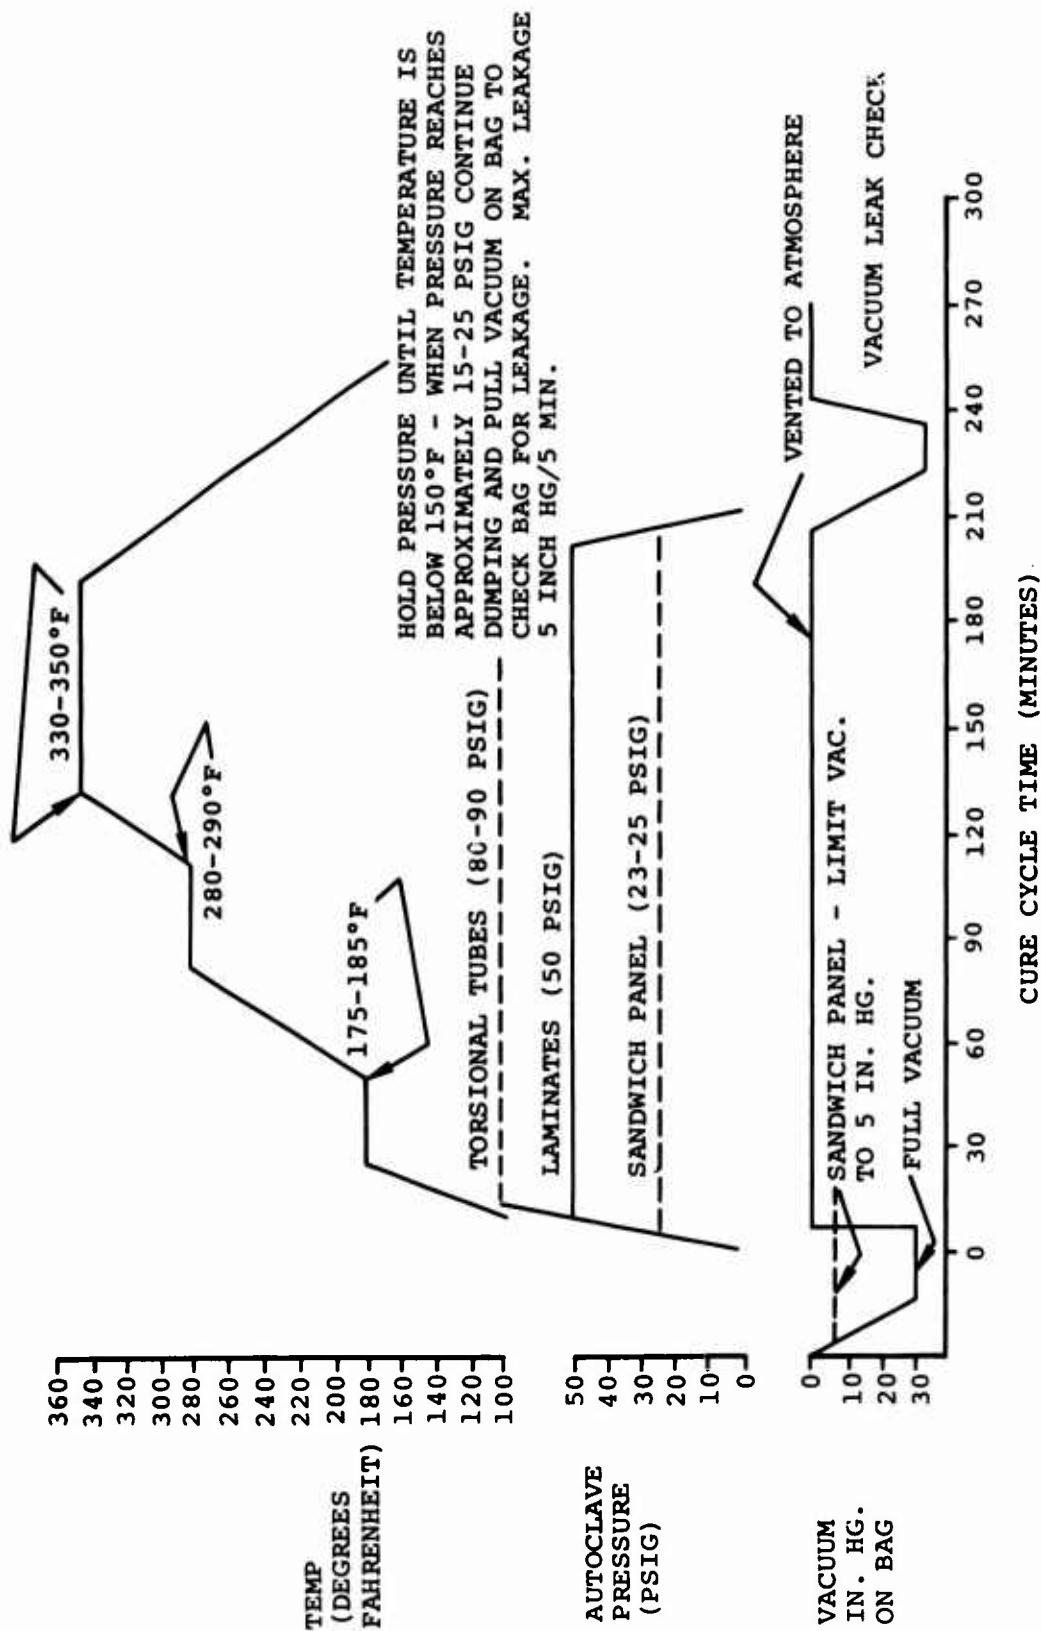 TEMP
(DEGREES
FAHRENHEIT)
360
340
320
300
280
260
240
220
200
180
160
140
120
100
330-350°F
280-290°F
175-185°F
HOLD PRESSURE UNTIL TEMPERATURE IS
BELOW 150°F - WHEN PRESSURE REACHES
APPROXIMATELY 15-25 PSIG CONTINUE
DUMPING AND PULL VACUUM ON BAG TO
CHECK BAG FOR LEAKAGE. MAX. LEAKAGE
5 INCH HG/5 MIN.
AUTOCLAVE
PRESSURE
(PSIG)
50
40
30
20
10
0
TORSIONAL TUBES (80-90 PSIG)
LAMINATES (50 PSIG)
SANDWICH PANEL (23-25 PSIG)
VACUUM
IN. HG.
ON BAG
0
10
20
30
VENTED TO ATMOSPHERE
SANDWICH PANEL - LIMIT VAC.
TO 5 IN. HG.
FULL VACUUM
VACUUM LEAK CHECK
0
30
60
90
120
150
180
210
240
270
300
CURE CYCLE TIME (MINUTES)